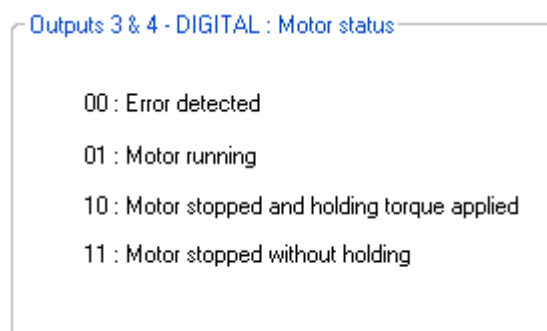 Outputs 3 & 4 - DIGITAL : Motor status
00 : Error detected
01 : Motor running
10 : Motor stopped and holding torque applied
11 : Motor stopped without holding